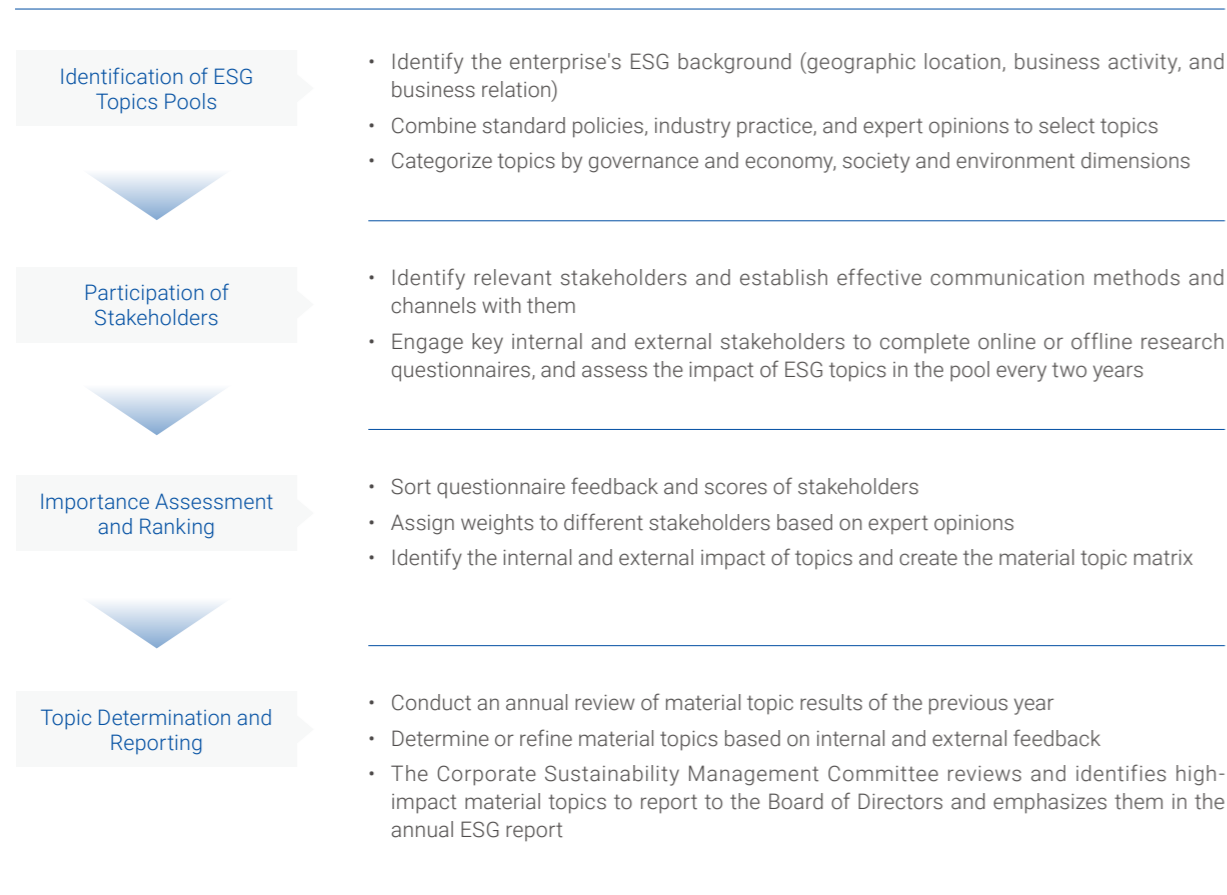 Identification of ESG
Topics Pools
• Identify the enterprise's ESG background (geographic location, business activity, and
business relation)
• Combine standard policies, industry practice, and expert opinions to select topics
• Categorize topics by governance and economy, society and environment dimensions
Participation of
Stakeholders
• Identify relevant stakeholders and establish effective communication methods and
channels with them
• Engage key internal and external stakeholders to complete online or offline research
questionnaires, and assess the impact of ESG topics in the pool every two years
Importance Assessment
and Ranking
• Sort questionnaire feedback and scores of stakeholders
• Assign weights to different stakeholders based on expert opinions
• Identify the internal and external impact of topics and create the material topic matrix
Topic Determination and
Reporting
• Conduct an annual review of material topic results of the previous year
• Determine or refine material topics based on internal and external feedback
• The Corporate Sustainability Management Committee reviews and identifies high-
impact material topics to report to the Board of Directors and emphasizes them in the
annual ESG report